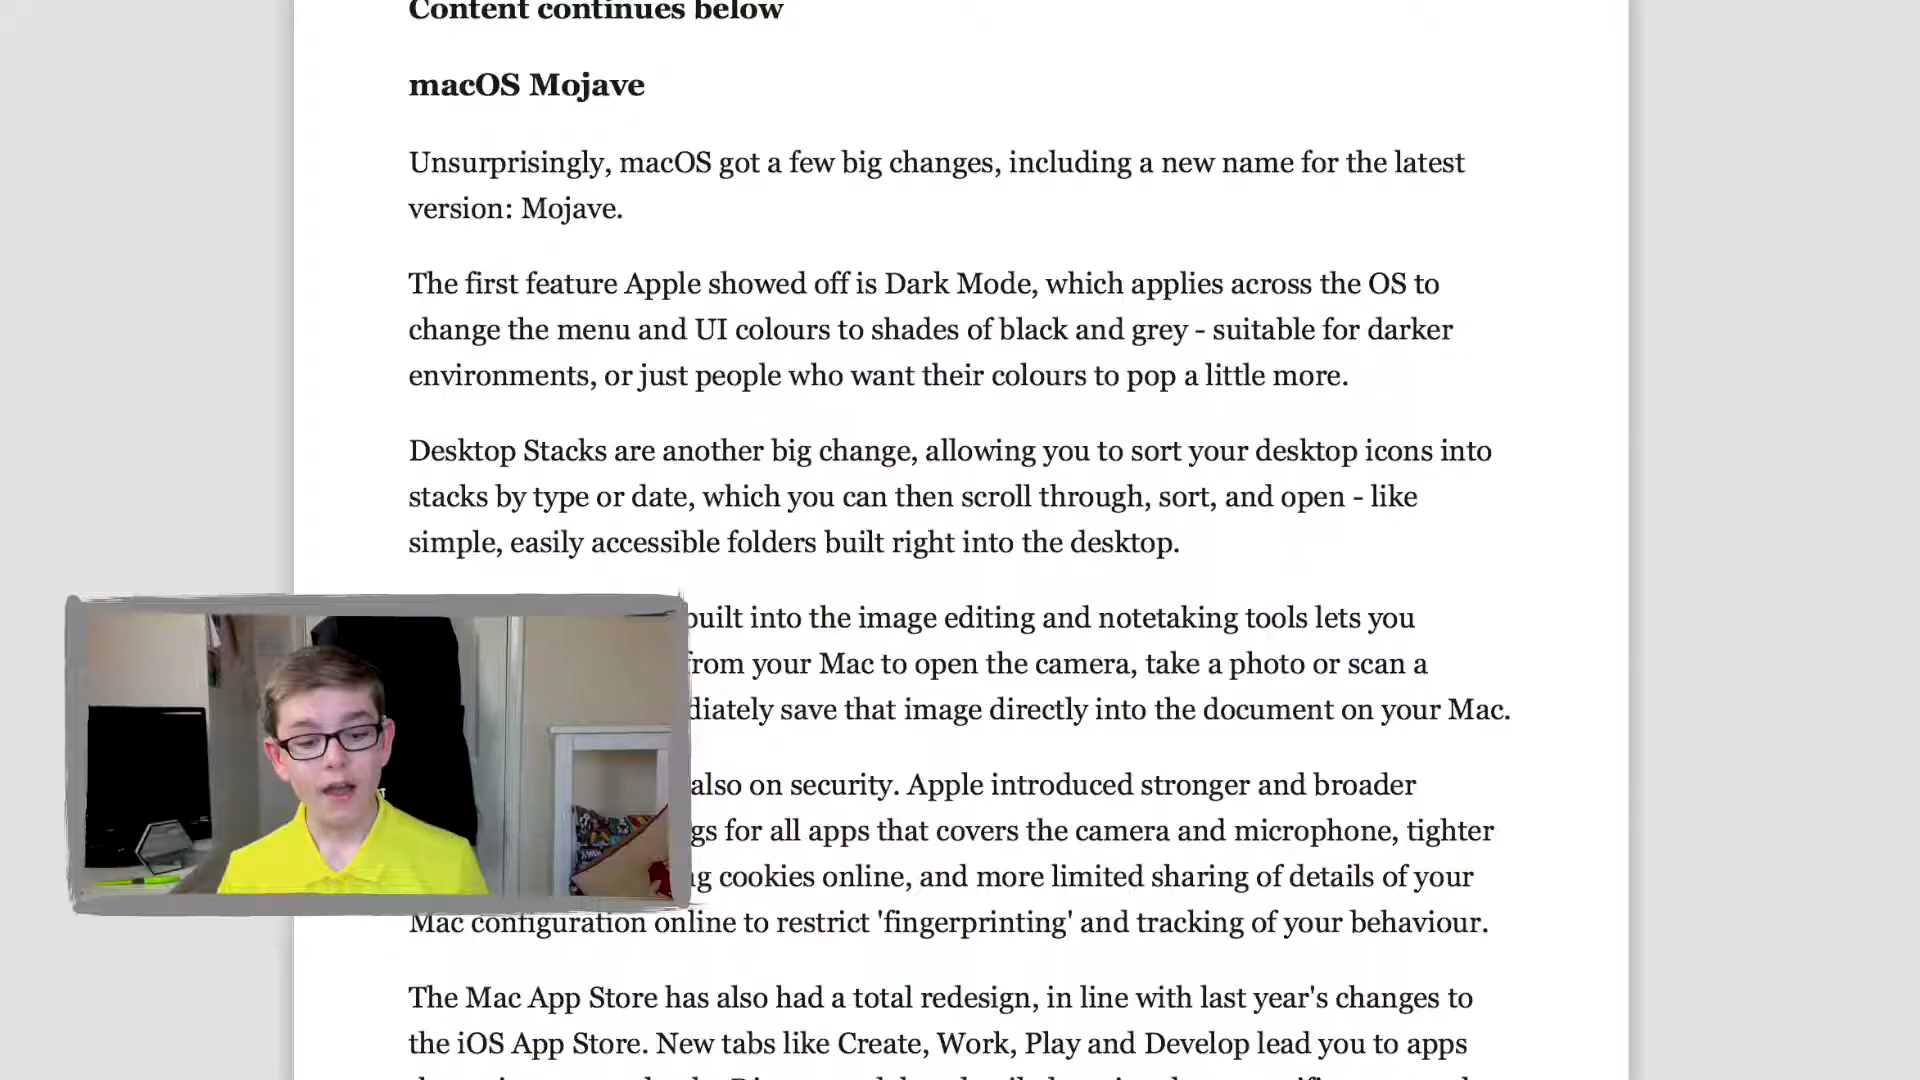 Content continues below
macOS Mojave
Unsurprisingly, macOS got a few big changes, including a new name for the latest
version: Mojave.
The first feature Apple showed off is Dark Mode, which applies across the OS to
change the menu and UI colours to shades of black and grey - suitable for darker
environments, or just people who want their colours to pop a little more.
Desktop Stacks are another big change, allowing you to sort your desktop icons into
stacks by type or date, which you can then scroll through, sort, and open - like
simple, easily accessible folders built right into the desktop.
built into the image editing and notetaking tools lets you
from your Mac to open the camera, take a photo or scan a
diately save that image directly into the document on your Mac.
also on security. Apple introduced stronger and broader
gs for all apps that covers the camera and microphone, tighter
ng cookies online, and more limited sharing of details of your
Mac configuration online to restrict 'fingerprinting' and tracking of your behaviour.
The Mac App Store has also had a total redesign, in line with last year's changes to
the iOS App Store. New tabs like Create, Work, Play and Develop lead you to apps